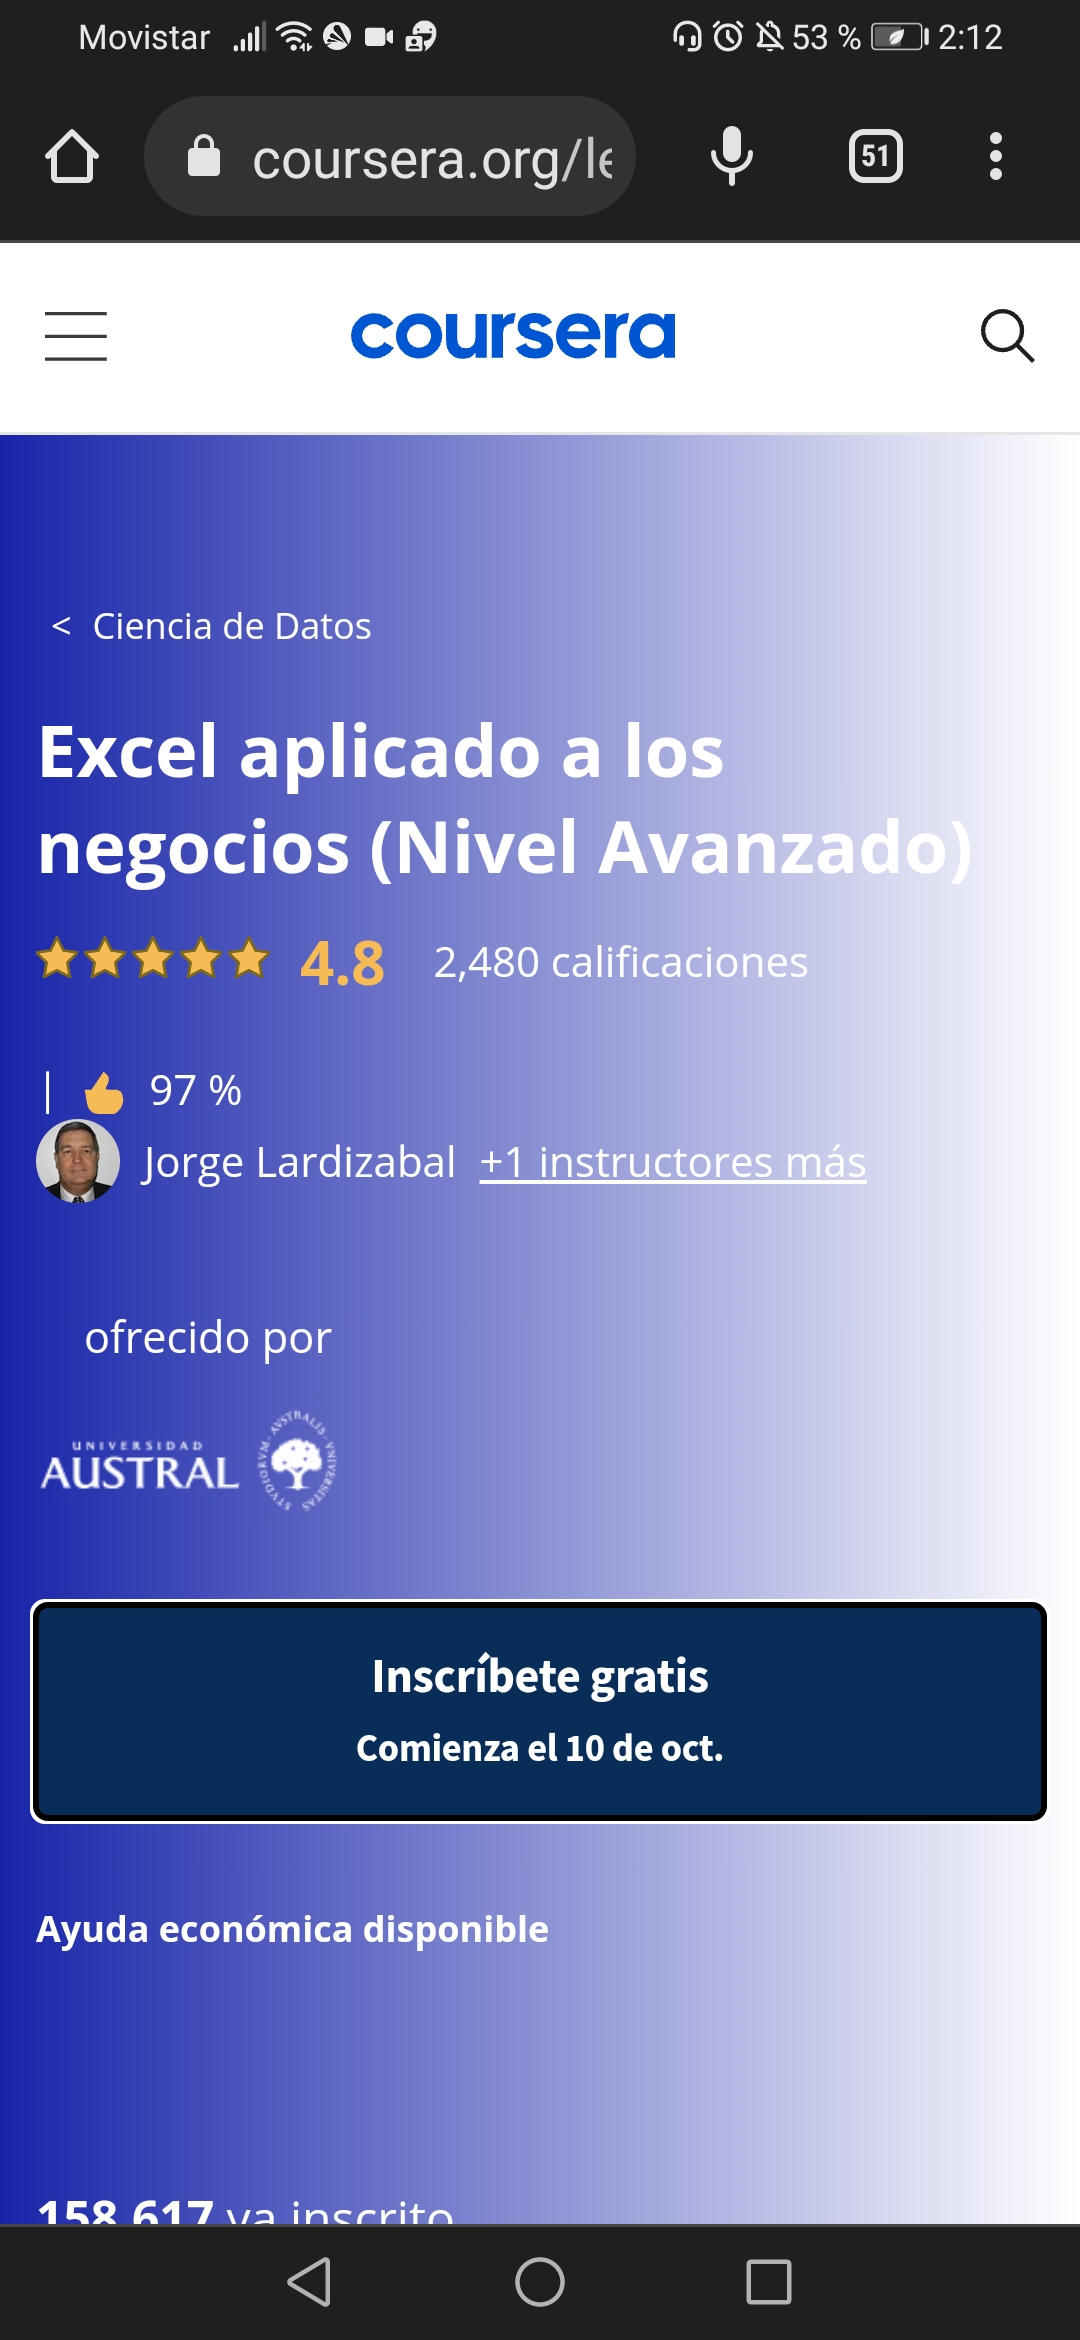 Movistar 53 % 2:12
coursera.org/le
51
coursera
< Ciencia de Datos
Excel aplicado a los
negocios (Nivel Avanzado)
4.8 2,480 calificaciones
| 97 %
Jorge Lardizabal +1 instructores más
ofrecido por
UNIVERSIDAD
AUSTRAL
STVDIORVM · AVSTRALIS · VNIVERSITAS
Inscríbete gratis
Comienza el 10 de oct.
Ayuda económica disponible
158,617 ya inscrito